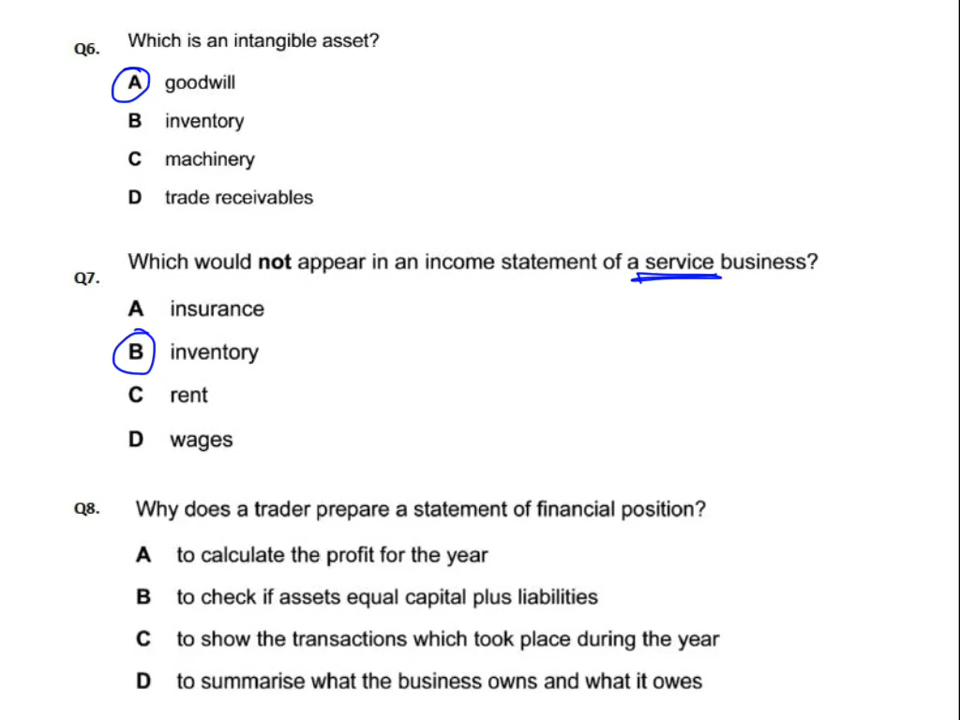 Q6. Which is an intangible asset?
A goodwill
B inventory
C machinery
D trade receivables
Q7. Which would not appear in an income statement of a service business?
A insurance
B inventory
C rent
D wages
Q8. Why does a trader prepare a statement of financial position?
A to calculate the profit for the year
B to check if assets equal capital plus liabilities
C to show the transactions which took place during the year
D to summarise what the business owns and what it owes